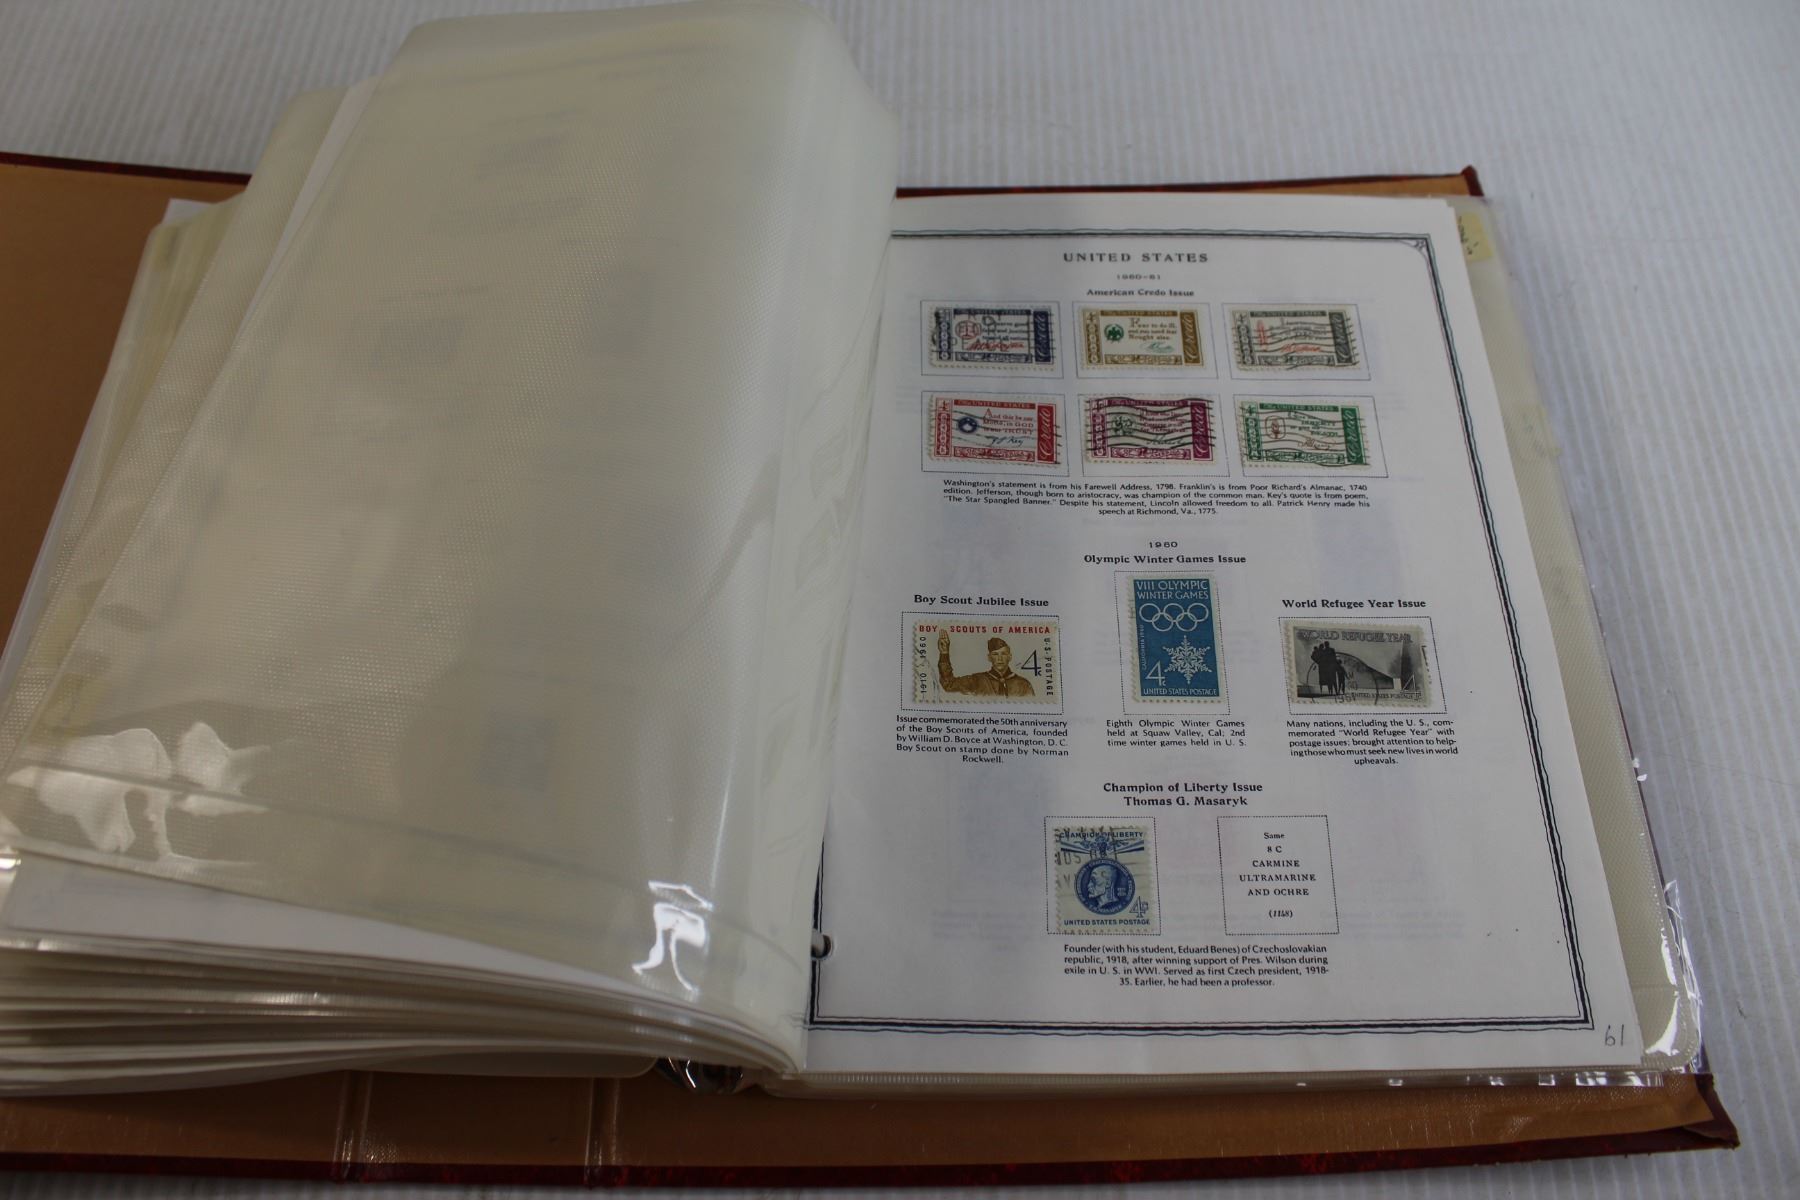 UNITED STATES
1960-61
American Credo Issue
Washington's statement is from his Farewell Address, 1796. Franklin's is from Poor Richard's Almanac, 1740
edition. Jefferson, though born to aristocracy, was champion of the common man. Key's quote is from poem,
"The Star Spangled Banner." Despite his statement, Lincoln allowed freedom to all. Patrick Henry made his
speech at Richmond, Va., 1775.
1960
Olympic Winter Games Issue
Boy Scout Jubilee Issue
World Refugee Year Issue
BOY SCOUTS OF AMERICA
1910-1960
4¢
U·S·POSTAGE
VIII OLYMPIC
WINTER GAMES
CALIFORNIA 1960
4¢
UNITED STATES POSTAGE
WORLD REFUGEE YEAR
UNITED STATES POSTAGE 4¢
Issue commemorated the 50th anniversary
of the Boy Scouts of America, founded
by William D. Boyce at Washington, D. C.
Boy Scout on stamp done by Norman
Rockwell.
Eighth Olympic Winter Games
held at Squaw Valley, Cal; 2nd
time winter games held in U. S.
Many nations, including the U. S., com-
memorated "World Refugee Year" with
postage issues; brought attention to help-
ing those who must seek new lives in world
upheavals.
Champion of Liberty Issue
Thomas G. Masaryk
CHAMPION OF LIBERTY
4¢
UNITED STATES POSTAGE
Same
8 C
CARMINE
ULTRAMARINE
AND OCHRE
(1148)
Founder (with his student, Eduard Benes) of Czechoslovakian
republic, 1918, after winning support of Pres. Wilson during
exile in U. S. in WWI. Served as first Czech president, 1918-
35. Earlier, he had been a professor.
61